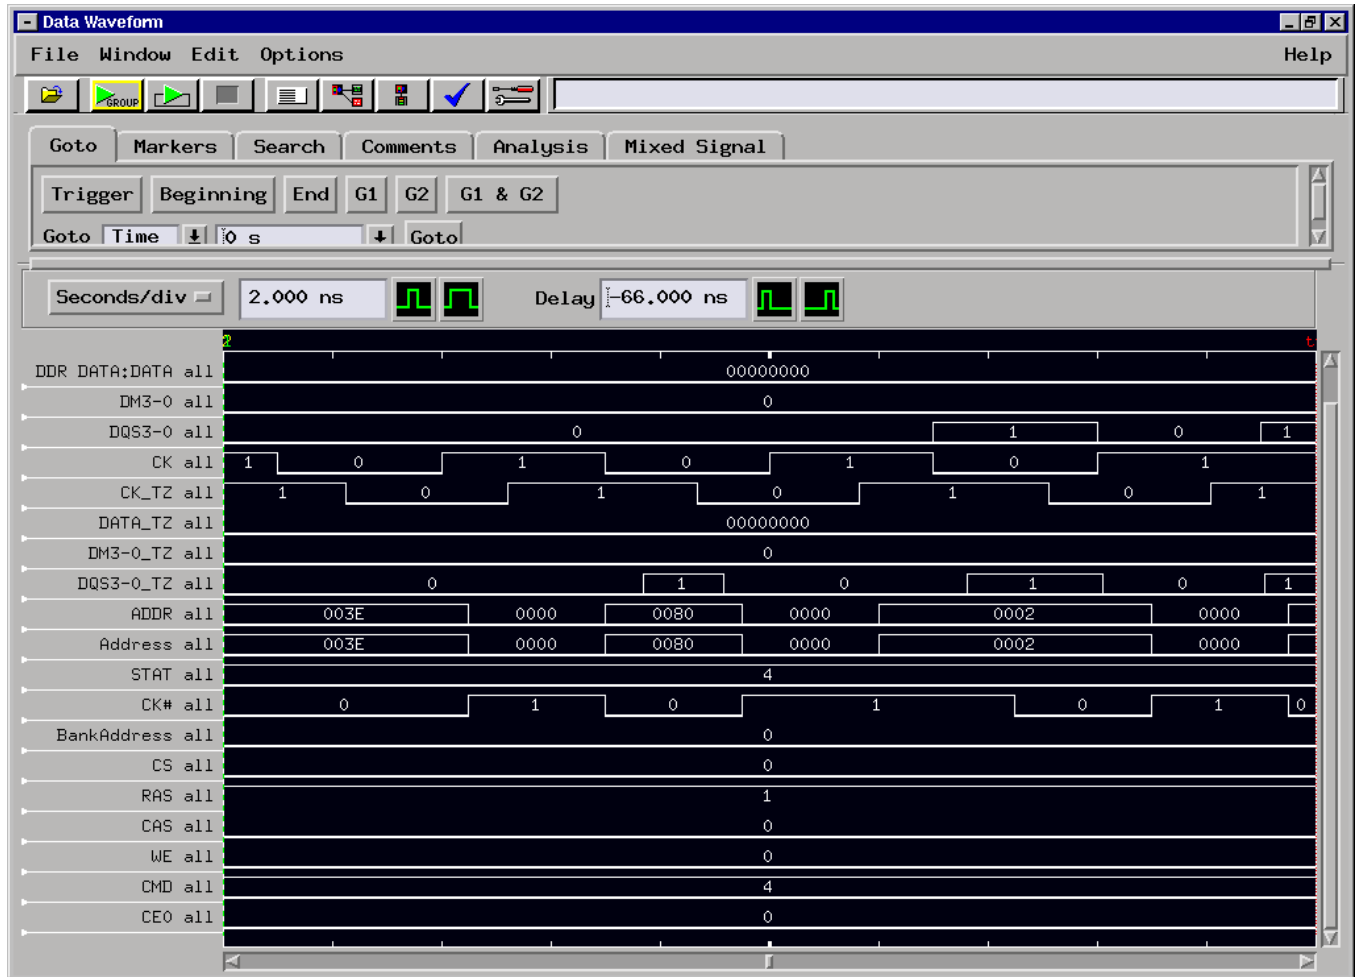 Data Waveform
File Window Edit Options Help
GROUP
Goto Markers Search Comments Analysis Mixed Signal
Trigger Beginning End G1 G2 G1 & G2
Goto Time 0 s Goto
Seconds/div 2.000 ns Delay -66.000 ns
DDR DATA:DATA all 00000000
DM3-0 all 0
DQS3-0 all 0 1 0 1
CK all 1 0 1 0 1 0 1
CK_TZ all 1 0 1 0 1 0 1
DATA_TZ all 00000000
DM3-0_TZ all 0
DQS3-0_TZ all 0 1 0 1 0 1
ADDR all 003E 0000 0080 0000 0002 0000
Address all 003E 0000 0080 0000 0002 0000
STAT all 4
CK# all 0 1 0 1 0 1 0
BankAddress all 0
CS all 0
RAS all 1
CAS all 0
WE all 0
CMD all 4
CE0 all 0